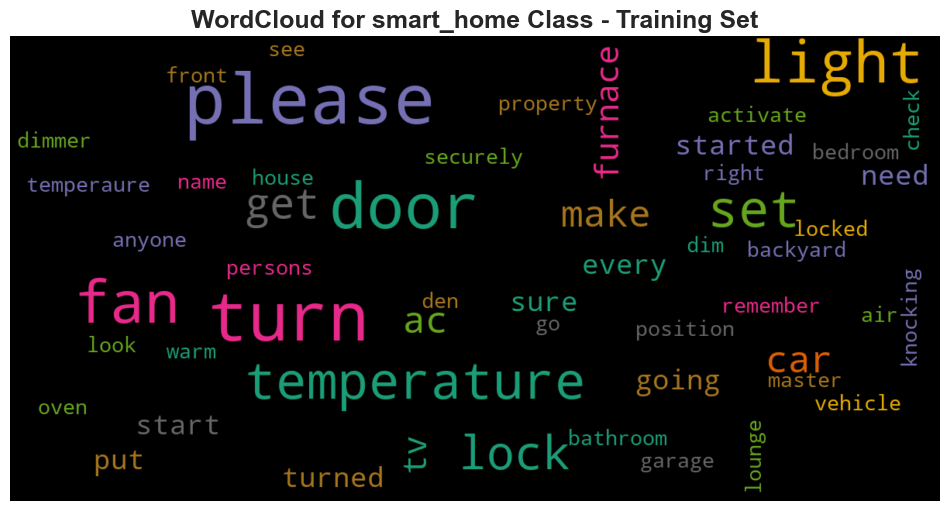 WordCloud for smart_home Class - Training Set
see
light
front
please
furnace
property
activate
check
dimmer
securely
started
bedroom
temperaure
name
house
right
need
get
door
make
set
locked
anyone
dim
backyard
persons
every
fan
turn
den
ac
sure
go
remember
position
air
knocking
look
warm
temperature
going
car
master
oven
vehicle
start
tv
lock
bathroom
put
turned
garage
lounge